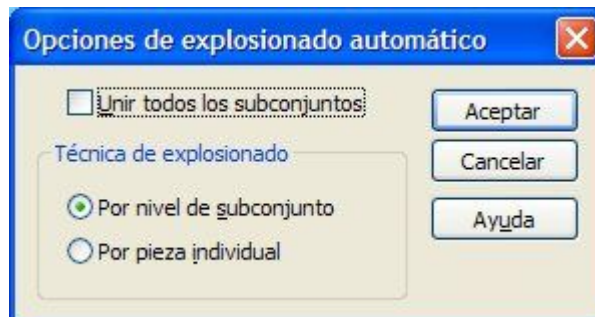 Opciones de explosionado automático
Unir todos los subconjuntos
Aceptar
Técnica de explosionado
Cancelar
Por nivel de subconjunto
Ayuda
Por pieza individual